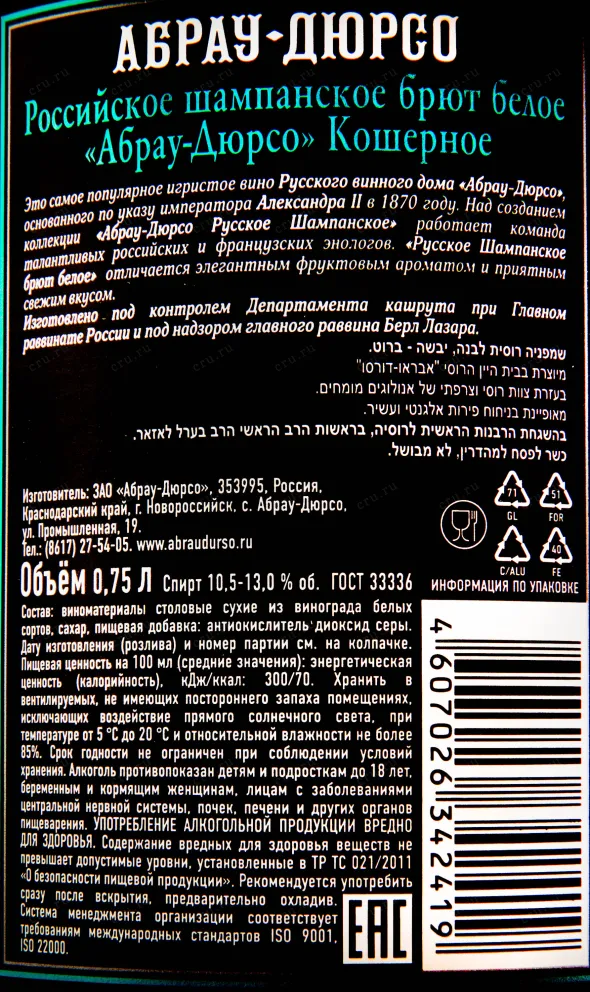 АБРАУ-ДЮРСО
Российское шампанское брют белое
«Абрау-Дюрсо» Кошерное
Это самое популярное игристое вино Русского винного дома «Абрау-Дюрсо»,
основанного по указу императора Александра II в 1870 году. Над созданием
коллекции «Абрау-Дюрсо Русское Шампанское» работает команда
талантливых российских и французских энологов. «Русское Шампанское
брют белое» отличается элегантным фруктовым ароматом и приятным
свежим вкусом.
Изготовлено под контролем Департамента кашрута при Главном
раввинате России и под надзором главного раввина Берл Лазара.
שמפניה רוסית לבנה, יבשה - ברוט.
מיוצרת בבית היין הרוסי "אבראו-דורסו"
בעזרת צוות רוסי וצרפתי של אנולוגים מומחים.
מאופיינת בניחוח פירות אלגנטי ועשיר.
בהשגחת הרבנות הראשית לרוסיה, בראשות הרב הראשי הרב בערל לאזאר.
כשר לפסח למהדרין, לא מבושל.
Изготовитель: ЗАО «Абрау-Дюрсо», 353995, Россия,
Краснодарский край, г. Новороссийск. с. Абрау-Дюрсо,
ул. Промышленная, 19.
Тел.: (8617) 27-54-05. www.abraudurso.ru
71
GL
51
FOR
C/ALU
40
FE
Объём 0,75 Л Спирт 10,5-13,0 % об. ГОСТ 33336
ИНФОРМАЦИЯ ПО УПАКОВКЕ
Состав: виноматериалы столовые сухие из винограда белых
сортов, сахар, пищевая добавка: антиокислитель диоксид серы.
Дату изготовления (розлива) и номер партии см. на колпачке.
Пищевая ценность на 100 мл (средние значения): энергетическая
ценность (калорийность), кДж/ккал: 300/70. Хранить в
вентилируемых, не имеющих постороннего запаха помещениях,
исключающих воздействие прямого солнечного света, при
температуре от 5 °С до 20 °С и относительной влажности не более
85%. Срок годности не ограничен при соблюдении условий
хранения. Алкоголь противопоказан детям и подросткам до 18 лет,
беременным и кормящим женщинам, лицам с заболеваниями
центральной нервной системы, почек, печени и других органов
пищеварения. УПОТРЕБЛЕНИЕ АЛКОГОЛЬНОЙ ПРОДУКЦИИ ВРЕДНО
ДЛЯ ЗДОРОВЬЯ. Содержание вредных для здоровья веществ не
превышает допустимые уровни, установленные в ТР ТС 021/2011
«О безопасности пищевой продукции». Рекомендуется употребить
сразу после вскрытия, предварительно охладив.
Система менеджмента организации соответствует
требованиям международных стандартов ISO 9001,
ISO 22000.
EAC
4 607026 342419